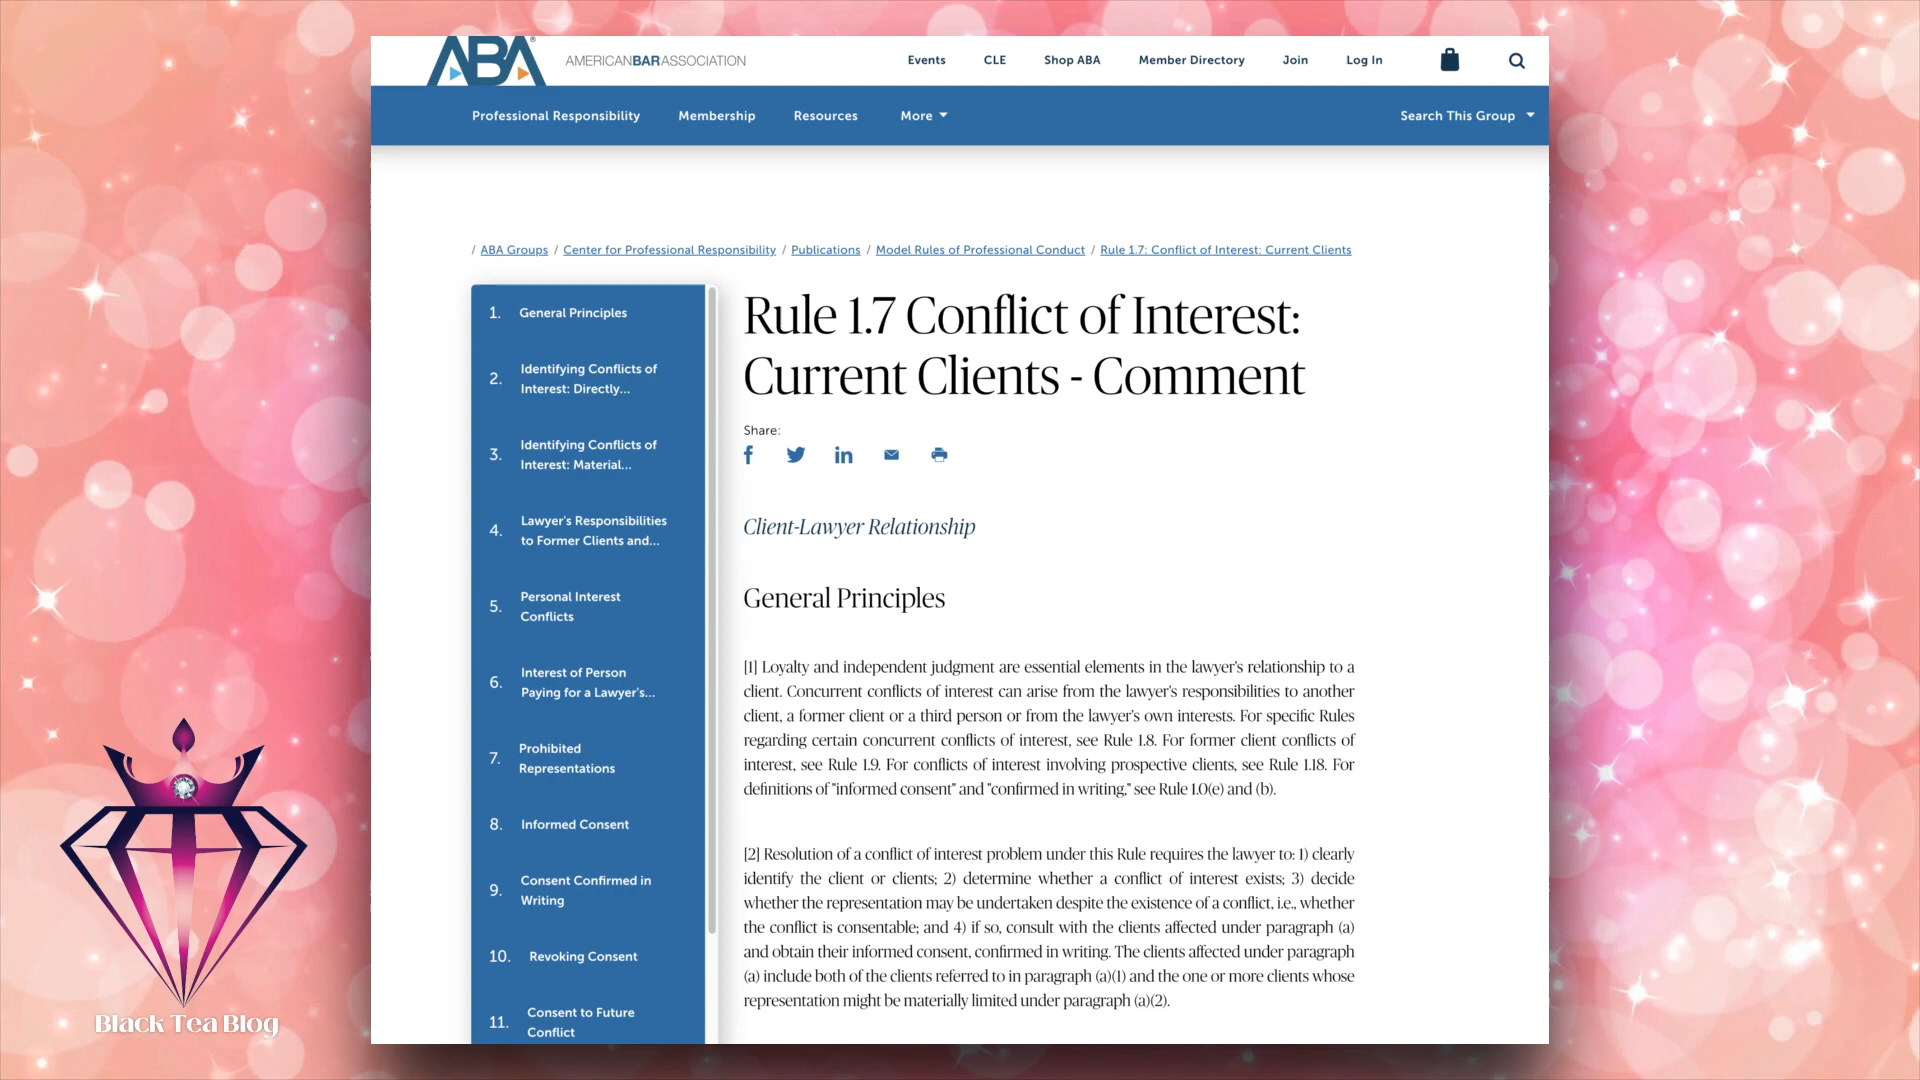 ABA®
AMERICANBARASSOCIATION
Events
CLE
Shop ABA
Member Directory
Join
Log In
Professional Responsibility
Membership
Resources
More
Search This Group
/ ABA Groups / Center for Professional Responsibility / Publications / Model Rules of Professional Conduct / Rule 1.7: Conflict of Interest: Current Clients
1. General Principles
2. Identifying Conflicts of
Interest: Directly...
3. Identifying Conflicts of
Interest: Material...
4. Lawyer's Responsibilities
to Former Clients and...
5. Personal Interest
Conflicts
6. Interest of Person
Paying for a Lawyer's...
7. Prohibited
Representations
8. Informed Consent
9. Consent Confirmed in
Writing
10. Revoking Consent
11. Consent to Future
Conflict
Rule 1.7 Conflict of Interest:
Current Clients - Comment
Share:
Client-Lawyer Relationship
General Principles
[1] Loyalty and independent judgment are essential elements in the lawyer's relationship to a
client. Concurrent conflicts of interest can arise from the lawyer's responsibilities to another
client, a former client or a third person or from the lawyer's own interests. For specific Rules
regarding certain concurrent conflicts of interest, see Rule 1.8. For former client conflicts of
interest, see Rule 1.9. For conflicts of interest involving prospective clients, see Rule 1.18. For
definitions of "informed consent" and "confirmed in writing," see Rule 1.0(e) and (b).
[2] Resolution of a conflict of interest problem under this Rule requires the lawyer to: 1) clearly
identify the client or clients; 2) determine whether a conflict of interest exists; 3) decide
whether the representation may be undertaken despite the existence of a conflict, i.e., whether
the conflict is consentable; and 4) if so, consult with the clients affected under paragraph (a)
and obtain their informed consent, confirmed in writing. The clients affected under paragraph
(a) include both of the clients referred to in paragraph (a)(1) and the one or more clients whose
representation might be materially limited under paragraph (a)(2).
Black Tea Blog